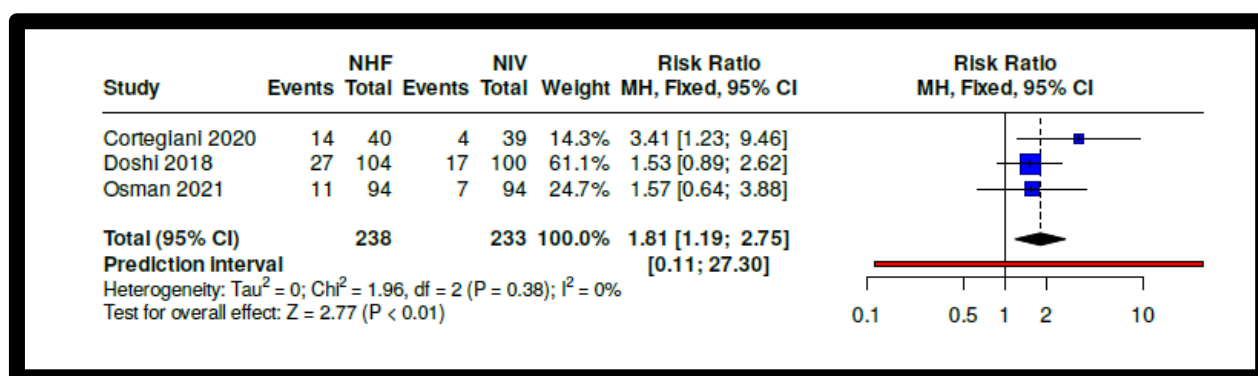 NHF NIV Risk Ratio Risk Ratio
Study Events Total Events Total Weight MH, Fixed, 95% CI MH, Fixed, 95% CI
Cortegiani 2020 14 40 4 39 14.3% 3.41 [1.23; 9.46]
Doshi 2018 27 104 17 100 61.1% 1.53 [0.89; 2.62]
Osman 2021 11 94 7 94 24.7% 1.57 [0.64; 3.88]
Total (95% CI) 238 233 100.0% 1.81 [1.19; 2.75]
Prediction interval [0.11; 27.30]
Heterogeneity: Tau² = 0; Chi² = 1.96, df = 2 (P = 0.38); I² = 0%
Test for overall effect: Z = 2.77 (P < 0.01)
0.1 0.5 1 2 10